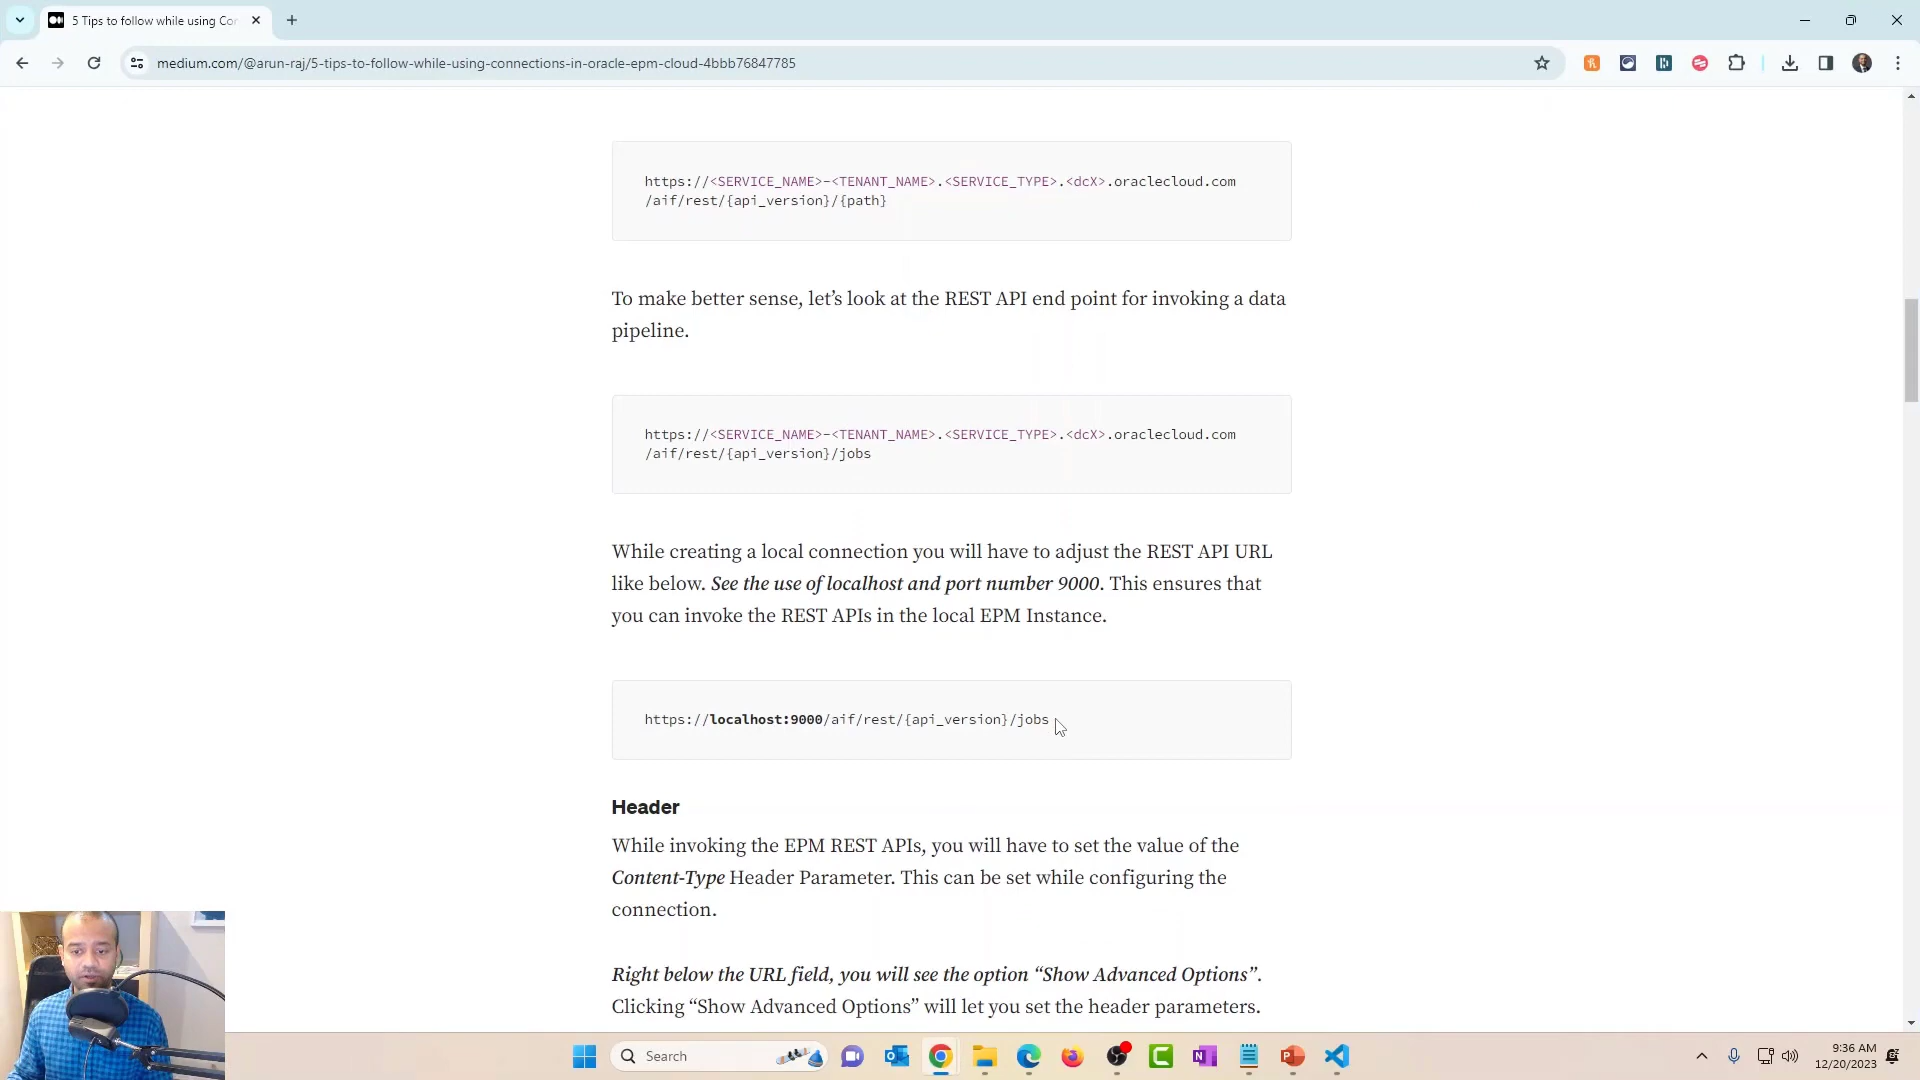 5 Tips to follow while using Cor
medium.com/@arun-raj/5-tips-to-follow-while-using-connections-in-oracle-epm-cloud-4bbb76847785
https://<SERVICE_NAME>-<TENANT_NAME>.<SERVICE_TYPE>.<dcX>.oraclecloud.com
/aif/rest/{api_version}/{path}
To make better sense, let’s look at the REST API end point for invoking a data
pipeline.
https://<SERVICE_NAME>-<TENANT_NAME>.<SERVICE_TYPE>.<dcX>.oraclecloud.com
/aif/rest/{api_version}/jobs
While creating a local connection you will have to adjust the REST API URL
like below. See the use of localhost and port number 9000. This ensures that
you can invoke the REST APIs in the local EPM Instance.
https://localhost:9000/aif/rest/{api_version}/jobs
Header
While invoking the EPM REST APIs, you will have to set the value of the
Content-Type Header Parameter. This can be set while configuring the
connection.
Right below the URL field, you will see the option “Show Advanced Options”.
Clicking “Show Advanced Options” will let you set the header parameters.
Search
9:36 AM
12/20/2023